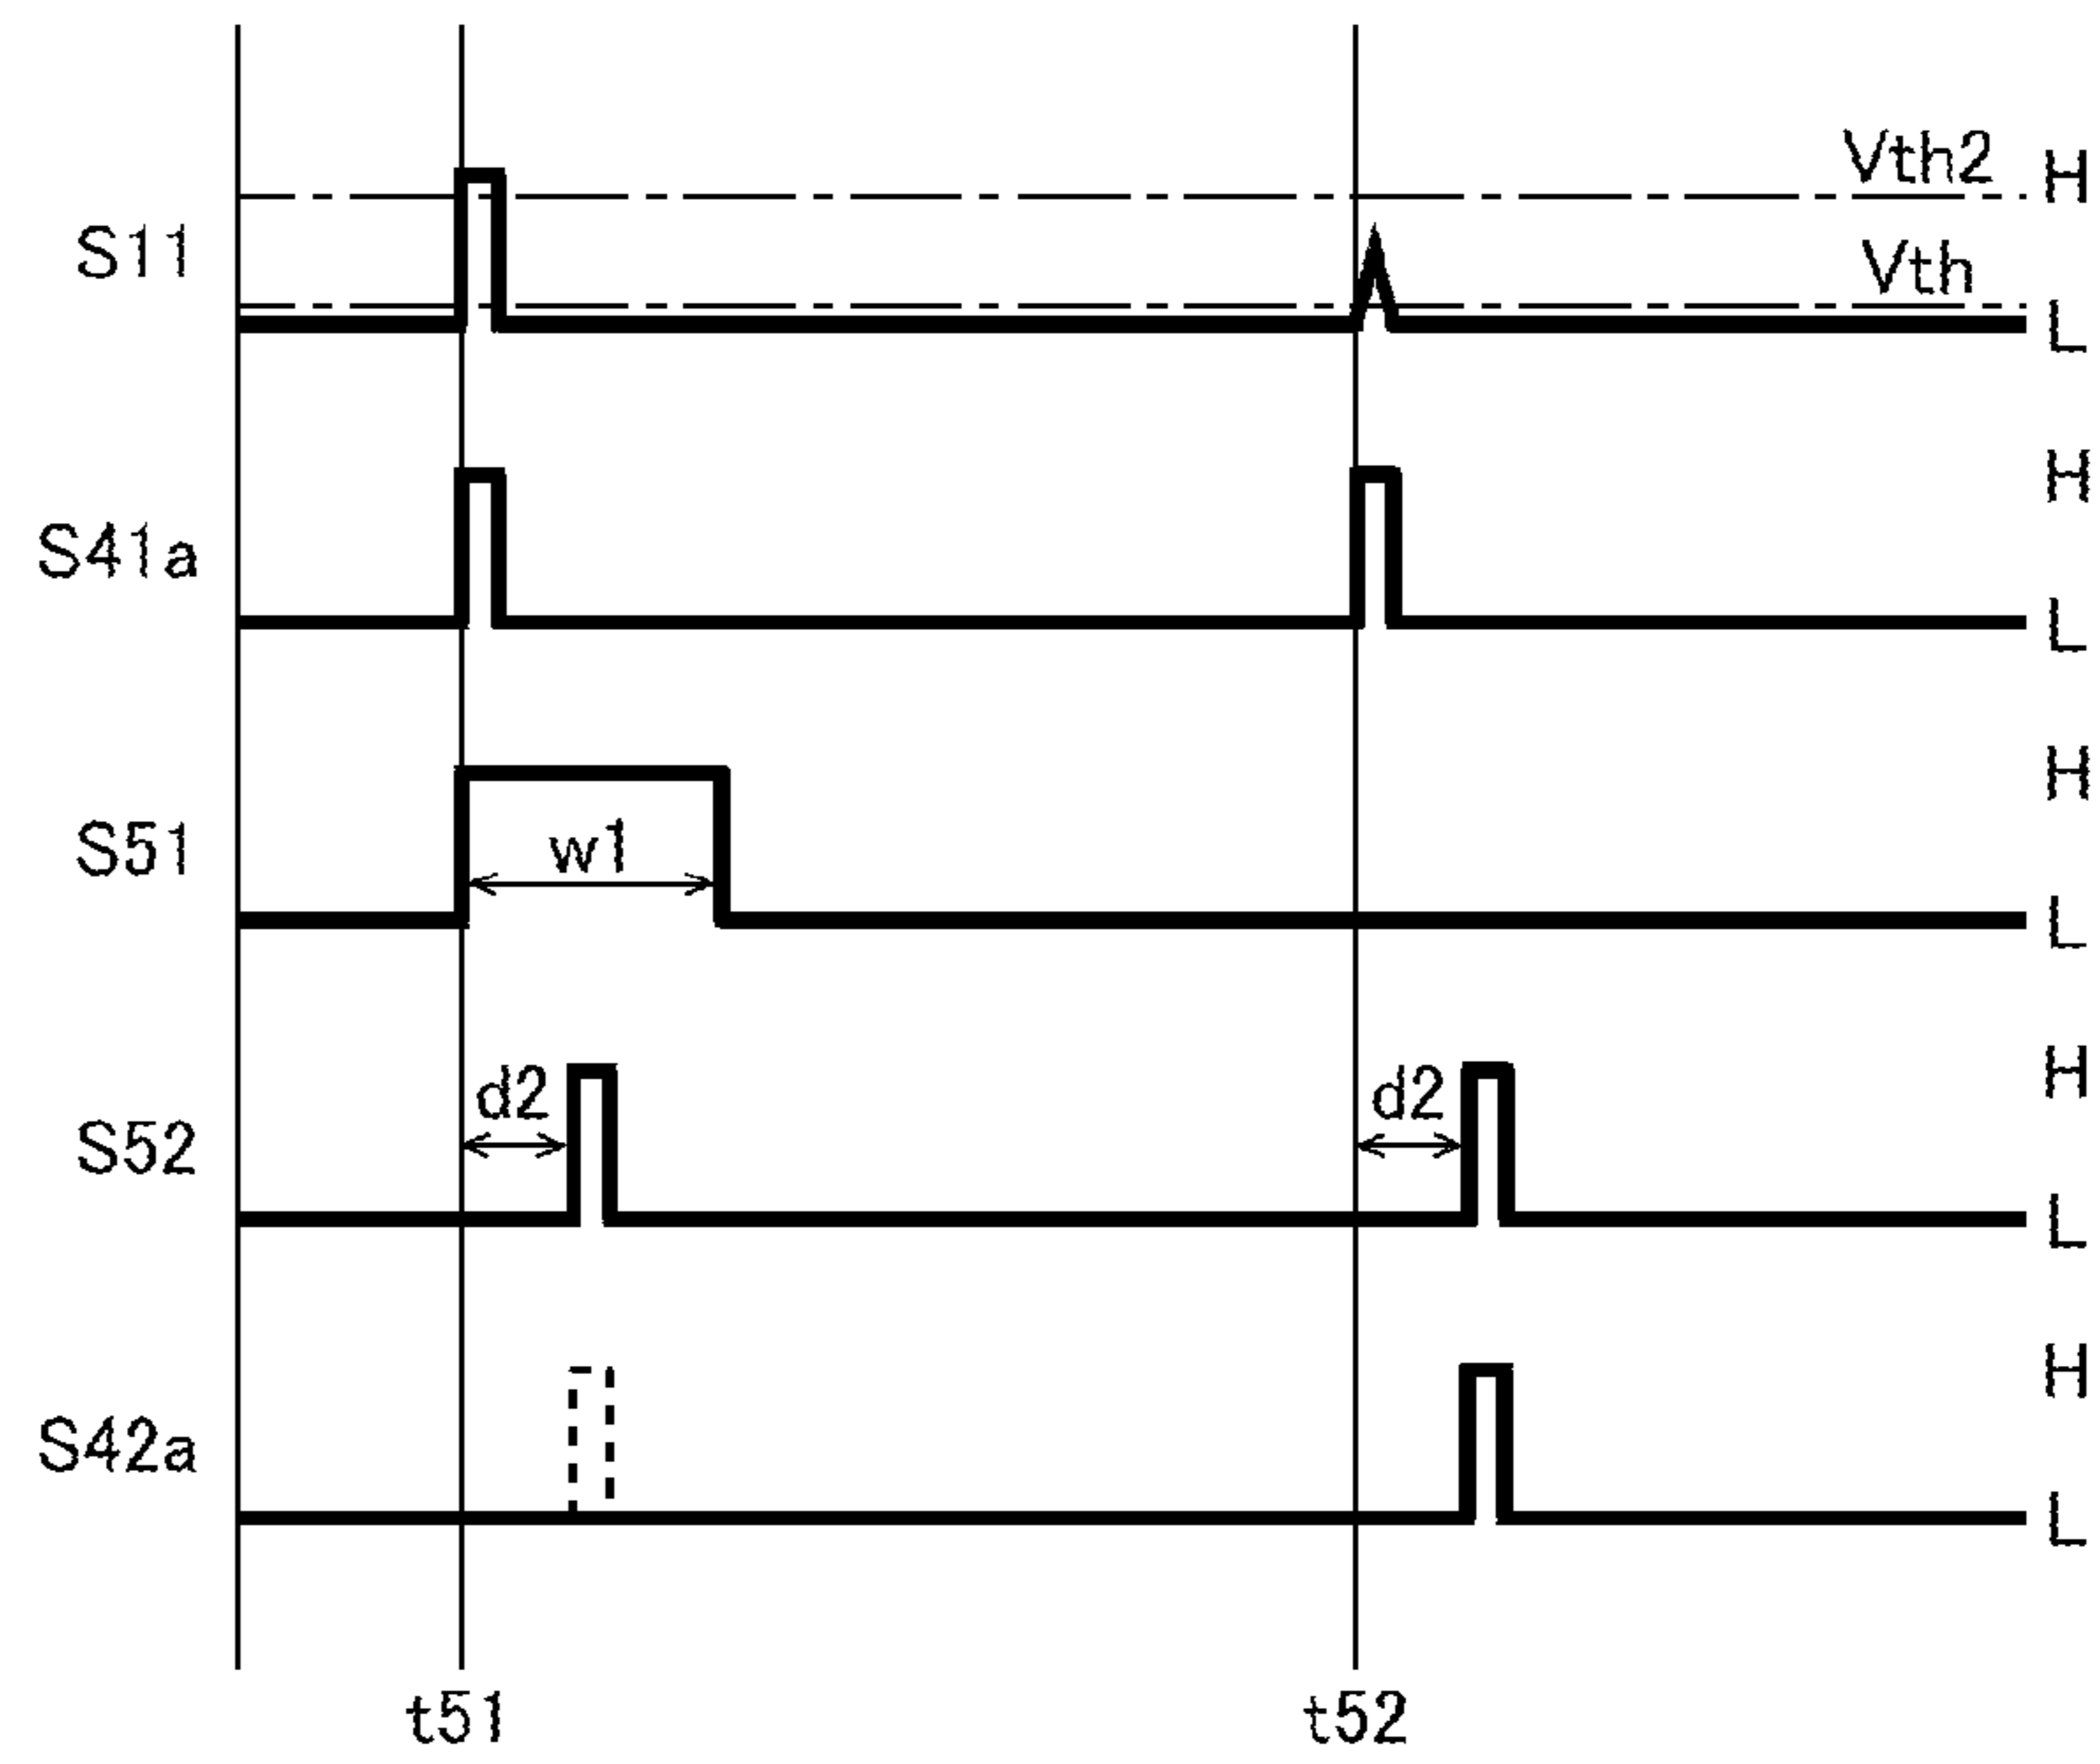 Vth2 H
S11 Vth
L
H
S41a
L
H
S51 w1
L
d2 d2 H
S52
L
H
S42a
L
t51 t52